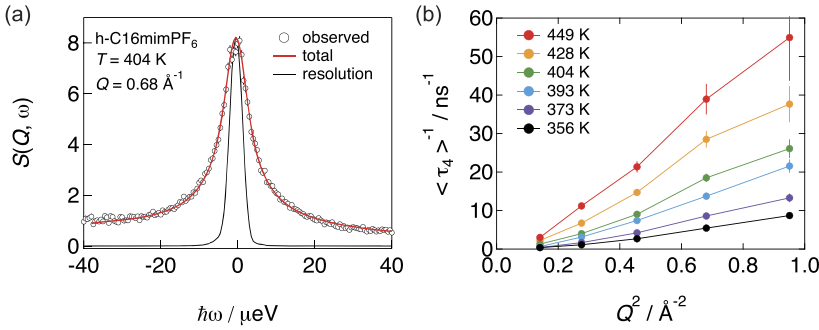 (a)
h-C16mimPF6
T = 404 K
Q = 0.68 Å-1
observed
total
resolution
8
6
4
2
0
S(Q, ω)
-40
-20
0
20
40
ħω / μeV
(b)
449 K
428 K
404 K
393 K
373 K
356 K
60
50
40
30
20
10
0
< τ4 >-1 / ns-1
0.0
0.2
0.4
0.6
0.8
1.0
Q2 / Å-2